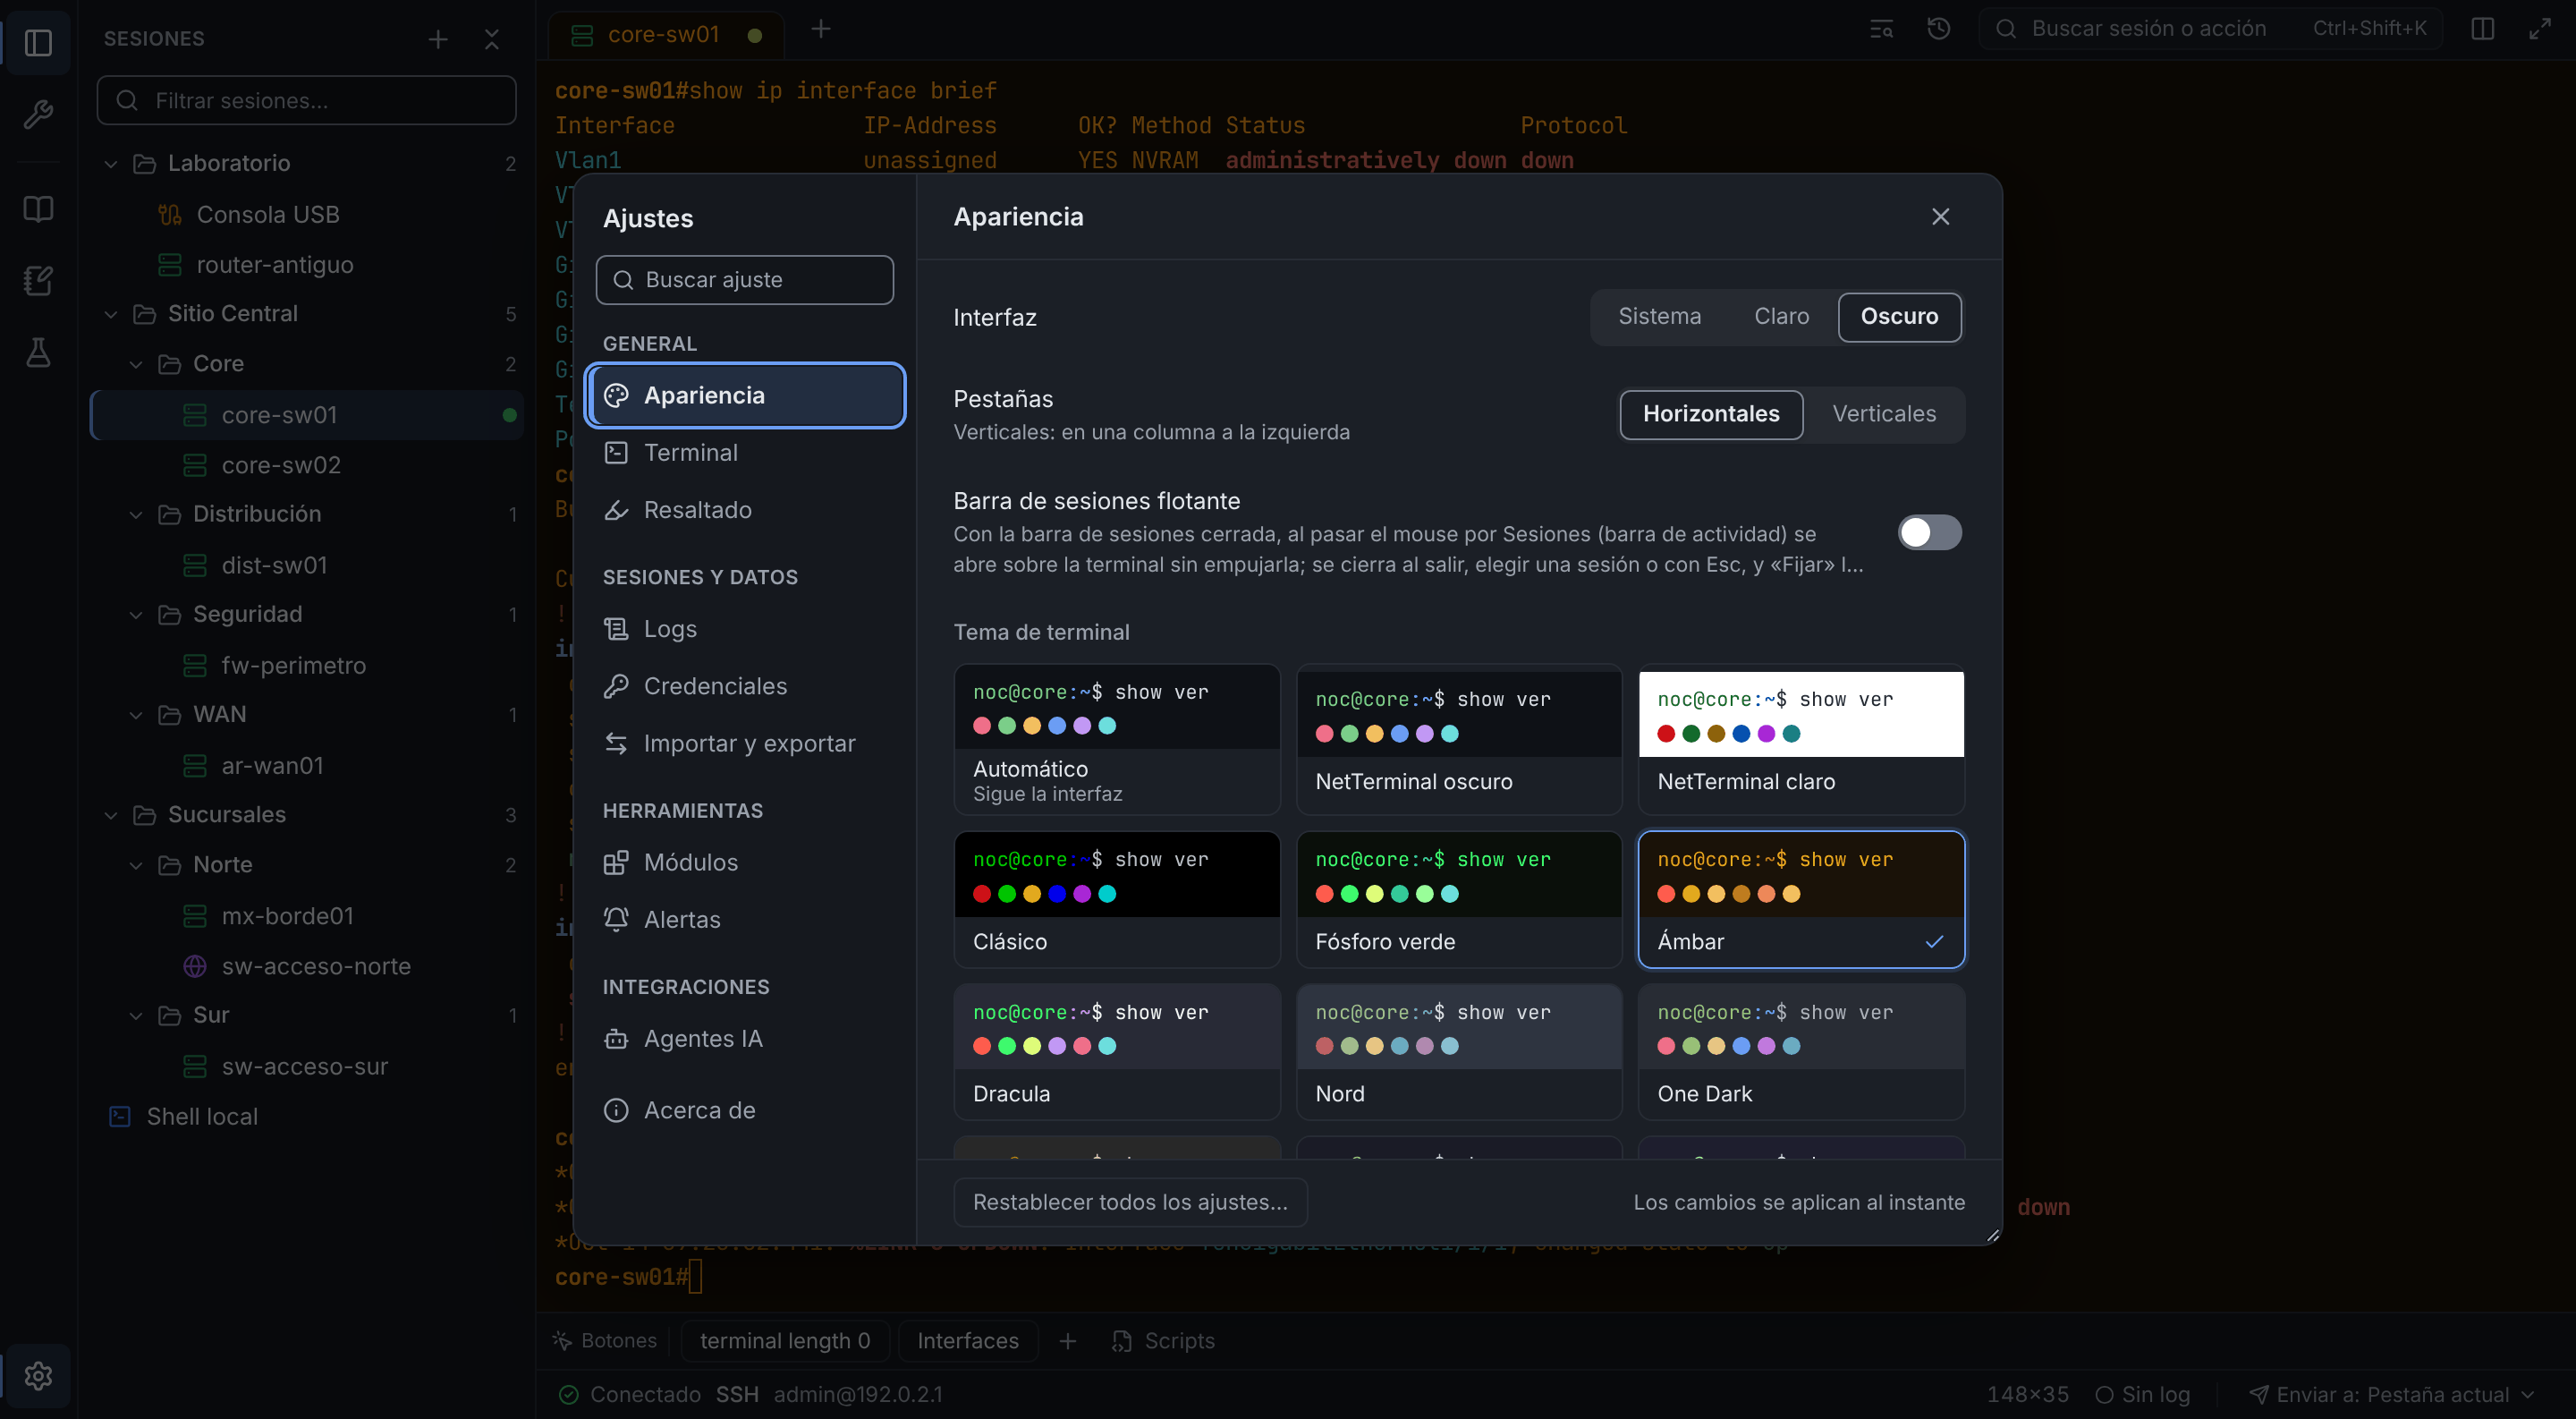 SESIONES
Filtrar sesiones...
Laboratorio 2
Consola USB
router-antiguo
Sitio Central 5
Core 2
core-sw01
core-sw02
Distribución 1
dist-sw01
Seguridad 1
fw-perimetro
WAN 1
ar-wan01
Sucursales 3
Norte 2
mx-borde01
sw-acceso-norte
Sur 1
sw-acceso-sur
Shell local
core-sw01
Buscar sesión o acción Ctrl+Shift+K
core-sw01#show ip interface brief
Interface IP-Address OK? Method Status Protocol
Vlan1 unassigned YES NVRAM administratively down down
Ajustes
Buscar ajuste
GENERAL
Apariencia
Terminal
Resaltado
SESIONES Y DATOS
Logs
Credenciales
Importar y exportar
HERRAMIENTAS
Módulos
Alertas
INTEGRACIONES
Agentes IA
Acerca de
Apariencia
Interfaz
Sistema Claro Oscuro
Pestañas
Verticales: en una columna a la izquierda
Horizontales Verticales
Barra de sesiones flotante
Con la barra de sesiones cerrada, al pasar el mouse por Sesiones (barra de actividad) se
abre sobre la terminal sin empujarla; se cierra al salir, elegir una sesión o con Esc, y «Fijar» l...
Tema de terminal
noc@core:~$ show ver
Automático
Sigue la interfaz
noc@core:~$ show ver
NetTerminal oscuro
noc@core:~$ show ver
NetTerminal claro
noc@core:~$ show ver
Clásico
noc@core:~$ show ver
Fósforo verde
noc@core:~$ show ver
Ámbar
noc@core:~$ show ver
Dracula
noc@core:~$ show ver
Nord
noc@core:~$ show ver
One Dark
Restablecer todos los ajustes...
Los cambios se aplican al instante
down
core-sw01#
Botones terminal length 0 Interfaces Scripts
Conectado SSH admin@192.0.2.1
148×35 Sin log Enviar a: Pestaña actual